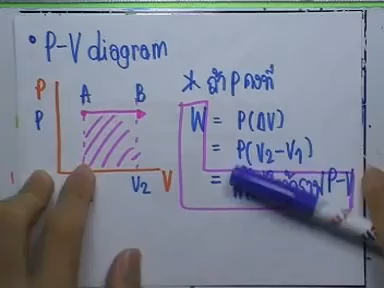 • P-V diagram
P
P
A B
V2
V
* ถ้า P คงที่
W = P(ΔV)
= P(V2-V1)
= P-V